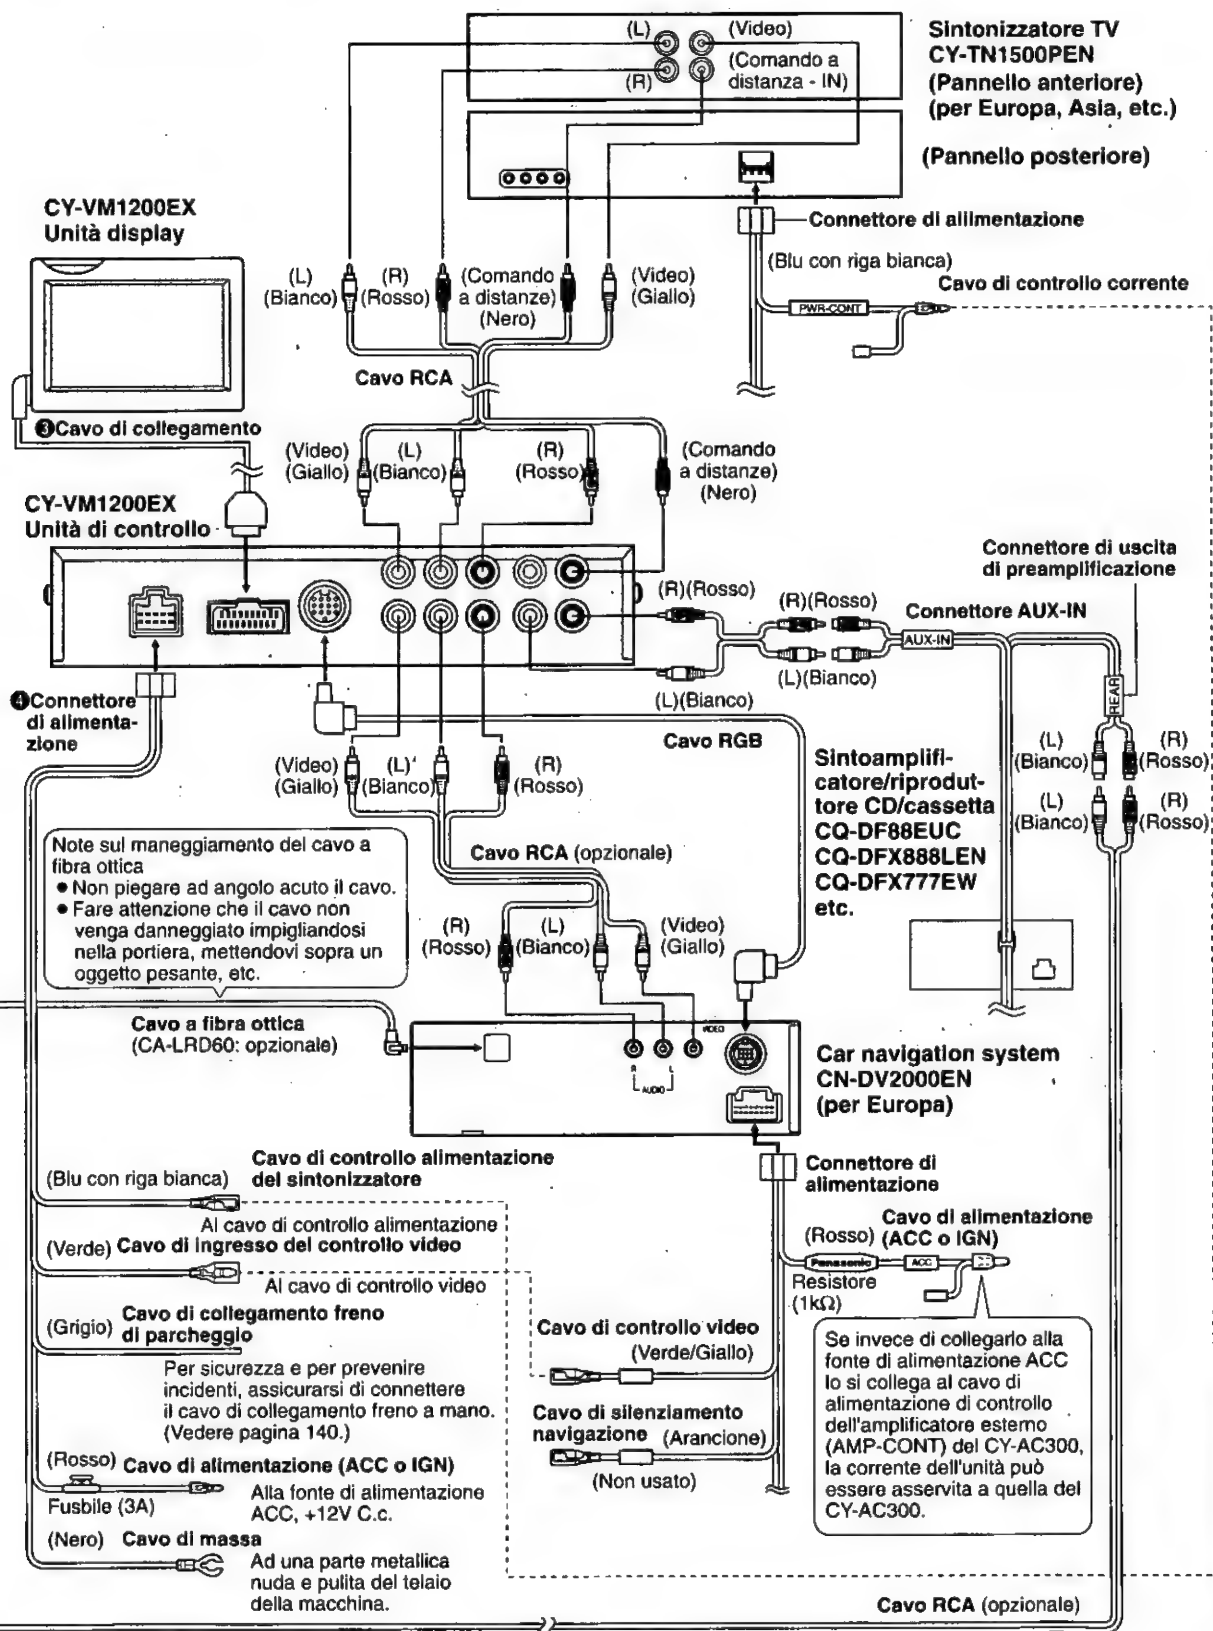 (L)
(R)
(Video)
(Comando a
distanza - IN)
Sintonizzatore TV
CY-TN1500PEN
(Pannello anteriore)
(per Europa, Asia, etc.)
(Pannello posteriore)
Connettore di aliimentazione
(Blu con riga bianca)
Cavo di controllo corrente
PWR-CONT
CY-VM1200EX
Unità display
(L)
(Bianco)
(R)
(Rosso)
(Comando
a distanze)
(Nero)
(Video)
(Giallo)
Cavo RCA
❸Cavo di collegamento
(Video)
(Giallo)
(L)
(Bianco)
(R)
(Rosso)
(Comando
a distanze)
(Nero)
CY-VM1200EX
Unità di controllo
Connettore di uscita
di preamplificazione
(R)(Rosso)
(R)(Rosso)
Connettore AUX-IN
AUX-IN
(L)(Bianco)
(L)(Bianco)
REAR
❹Connettore
di alimenta-
zione
Cavo RGB
(L)
(Bianco)
(R)
(Rosso)
(L)
(Bianco)
(R)
(Rosso)
(Video)
(Giallo)
(L)
(Bianco)
(R)
(Rosso)
Sintoamplifi-
catore/riprodut-
tore CD/cassetta
CQ-DF88EUC
CQ-DFX888LEN
CQ-DFX777EW
etc.
Note sul maneggiamento del cavo a
fibra ottica
● Non piegare ad angolo acuto il cavo.
● Fare attenzione che il cavo non
venga danneggiato impigliandosi
nella portiera, mettendovi sopra un
oggetto pesante, etc.
Cavo RCA (opzionale)
(R)
(Rosso)
(L)
(Bianco)
(Video)
(Giallo)
Cavo a fibra ottica
(CA-LRD60: opzionale)
VIDEO
R
L
AUDIO
Car navigation system
CN-DV2000EN
(per Europa)
Connettore di
alimentazione
(Blu con riga bianca)
Cavo di controllo alimentazione
del sintonizzatore
Al cavo di controllo alimentazione
(Verde) Cavo di ingresso del controllo video
Al cavo di controllo video
(Rosso)
Cavo di alimentazione
(ACC o IGN)
Panasonic
ACC
Resistore
(1kΩ)
(Grigio)
Cavo di collegamento freno
di parcheggio
Per sicurezza e per prevenire
incidenti, assicurarsi di connettere
il cavo di collegamento freno a mano.
(Vedere pagina 140.)
Cavo di controllo video
(Verde/Giallo)
Cavo di silenziamento
navigazione (Arancione)
(Non usato)
Se invece di collegarlo alla
fonte di alimentazione ACC
lo si collega al cavo di
alimentazione di controllo
dell'amplificatore esterno
(AMP-CONT) del CY-AC300,
la corrente dell'unità può
essere asservita a quella del
CY-AC300.
(Rosso) Cavo di alimentazione (ACC o IGN)
Fusbile (3A)
Alla fonte di alimentazione
ACC, +12V C.c.
(Nero) Cavo di massa
Ad una parte metallica
nuda e pulita del telaio
della macchina.
Cavo RCA (opzionale)